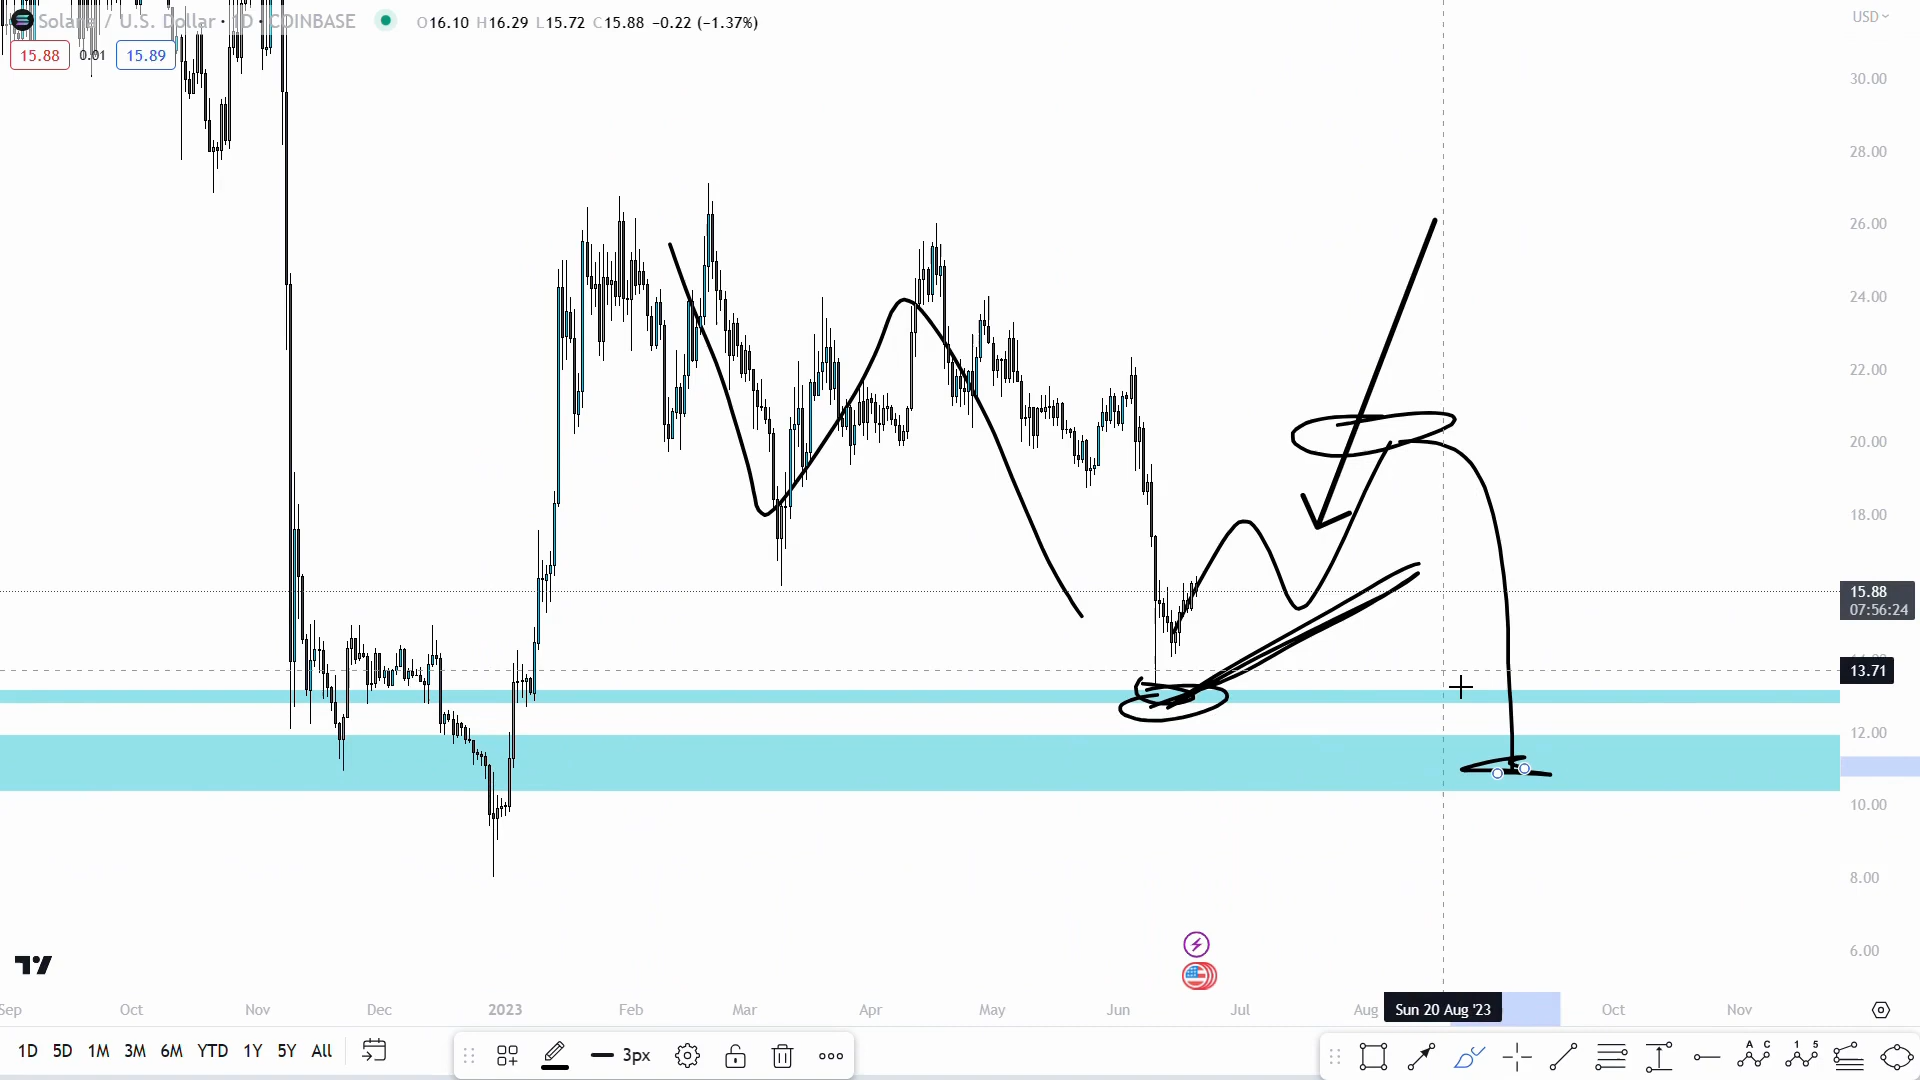 Solana / U.S. Dollar · 1D · COINBASE O16.10 H16.29 L15.72 C15.88 −0.22 (−1.37%)
USD
15.88 0.01 15.89
30.00
28.00
26.00
24.00
22.00
20.00
18.00
15.88
07:56:24
13.71
12.00
10.00
8.00
6.00
Sep Oct Nov Dec 2023 Feb Mar Apr May Jun Jul Aug Sun 20 Aug '23 Oct Nov
1D 5D 1M 3M 6M YTD 1Y 5Y All 3px
A C 1 5